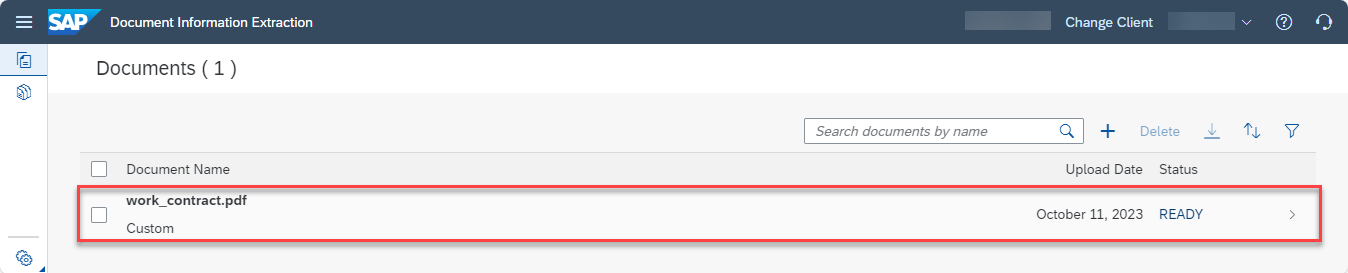 SAP Document Information Extraction Change Client
Documents ( 1 )
Search documents by name Delete
Document Name Upload Date Status
work_contract.pdf
October 11, 2023 READY
Custom